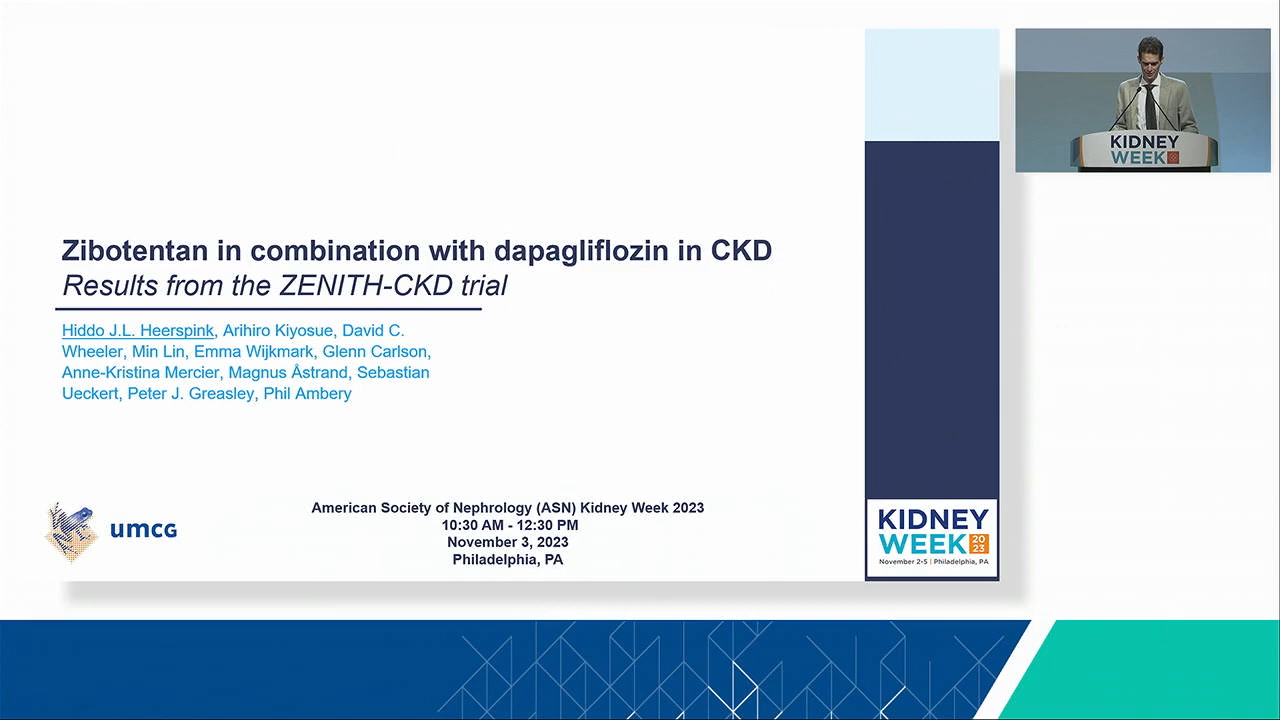 Zibotentan in combination with dapagliflozin in CKD
Results from the ZENITH-CKD trial
Hiddo J.L. Heerspink, Arihiro Kiyosue, David C.
Wheeler, Min Lin, Emma Wijkmark, Glenn Carlson,
Anne-Kristina Mercier, Magnus Åstrand, Sebastian
Ueckert, Peter J. Greasley, Phil Ambery
umcg
American Society of Nephrology (ASN) Kidney Week 2023
10:30 AM - 12:30 PM
November 3, 2023
Philadelphia, PA
KIDNEY
WEEK 2023
November 2-5 | Philadelphia, PA
KIDNEY
WEEK